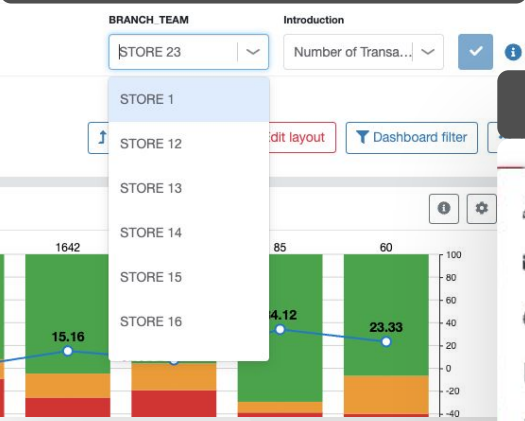 BRANCH_TEAM
Introduction
STORE 23
Number of Transa...
STORE 1
STORE 12
STORE 13
STORE 14
STORE 15
STORE 16
dit layout
Dashboard filter
1642
85
60
15.16
4.12
23.33
100
80
60
40
20
0
-20
-40